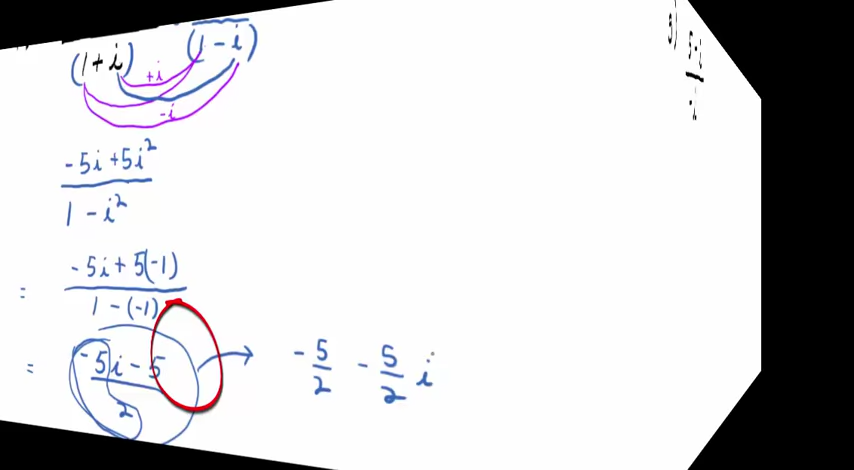 (1 + i) (1 - i)
+i
-i
-5i + 5i²
1 - i²
= -5i + 5(-1)
1 - (-1)
= -5i - 5
2
→ - 5/2 - 5/2 i
3) 5-i
-i